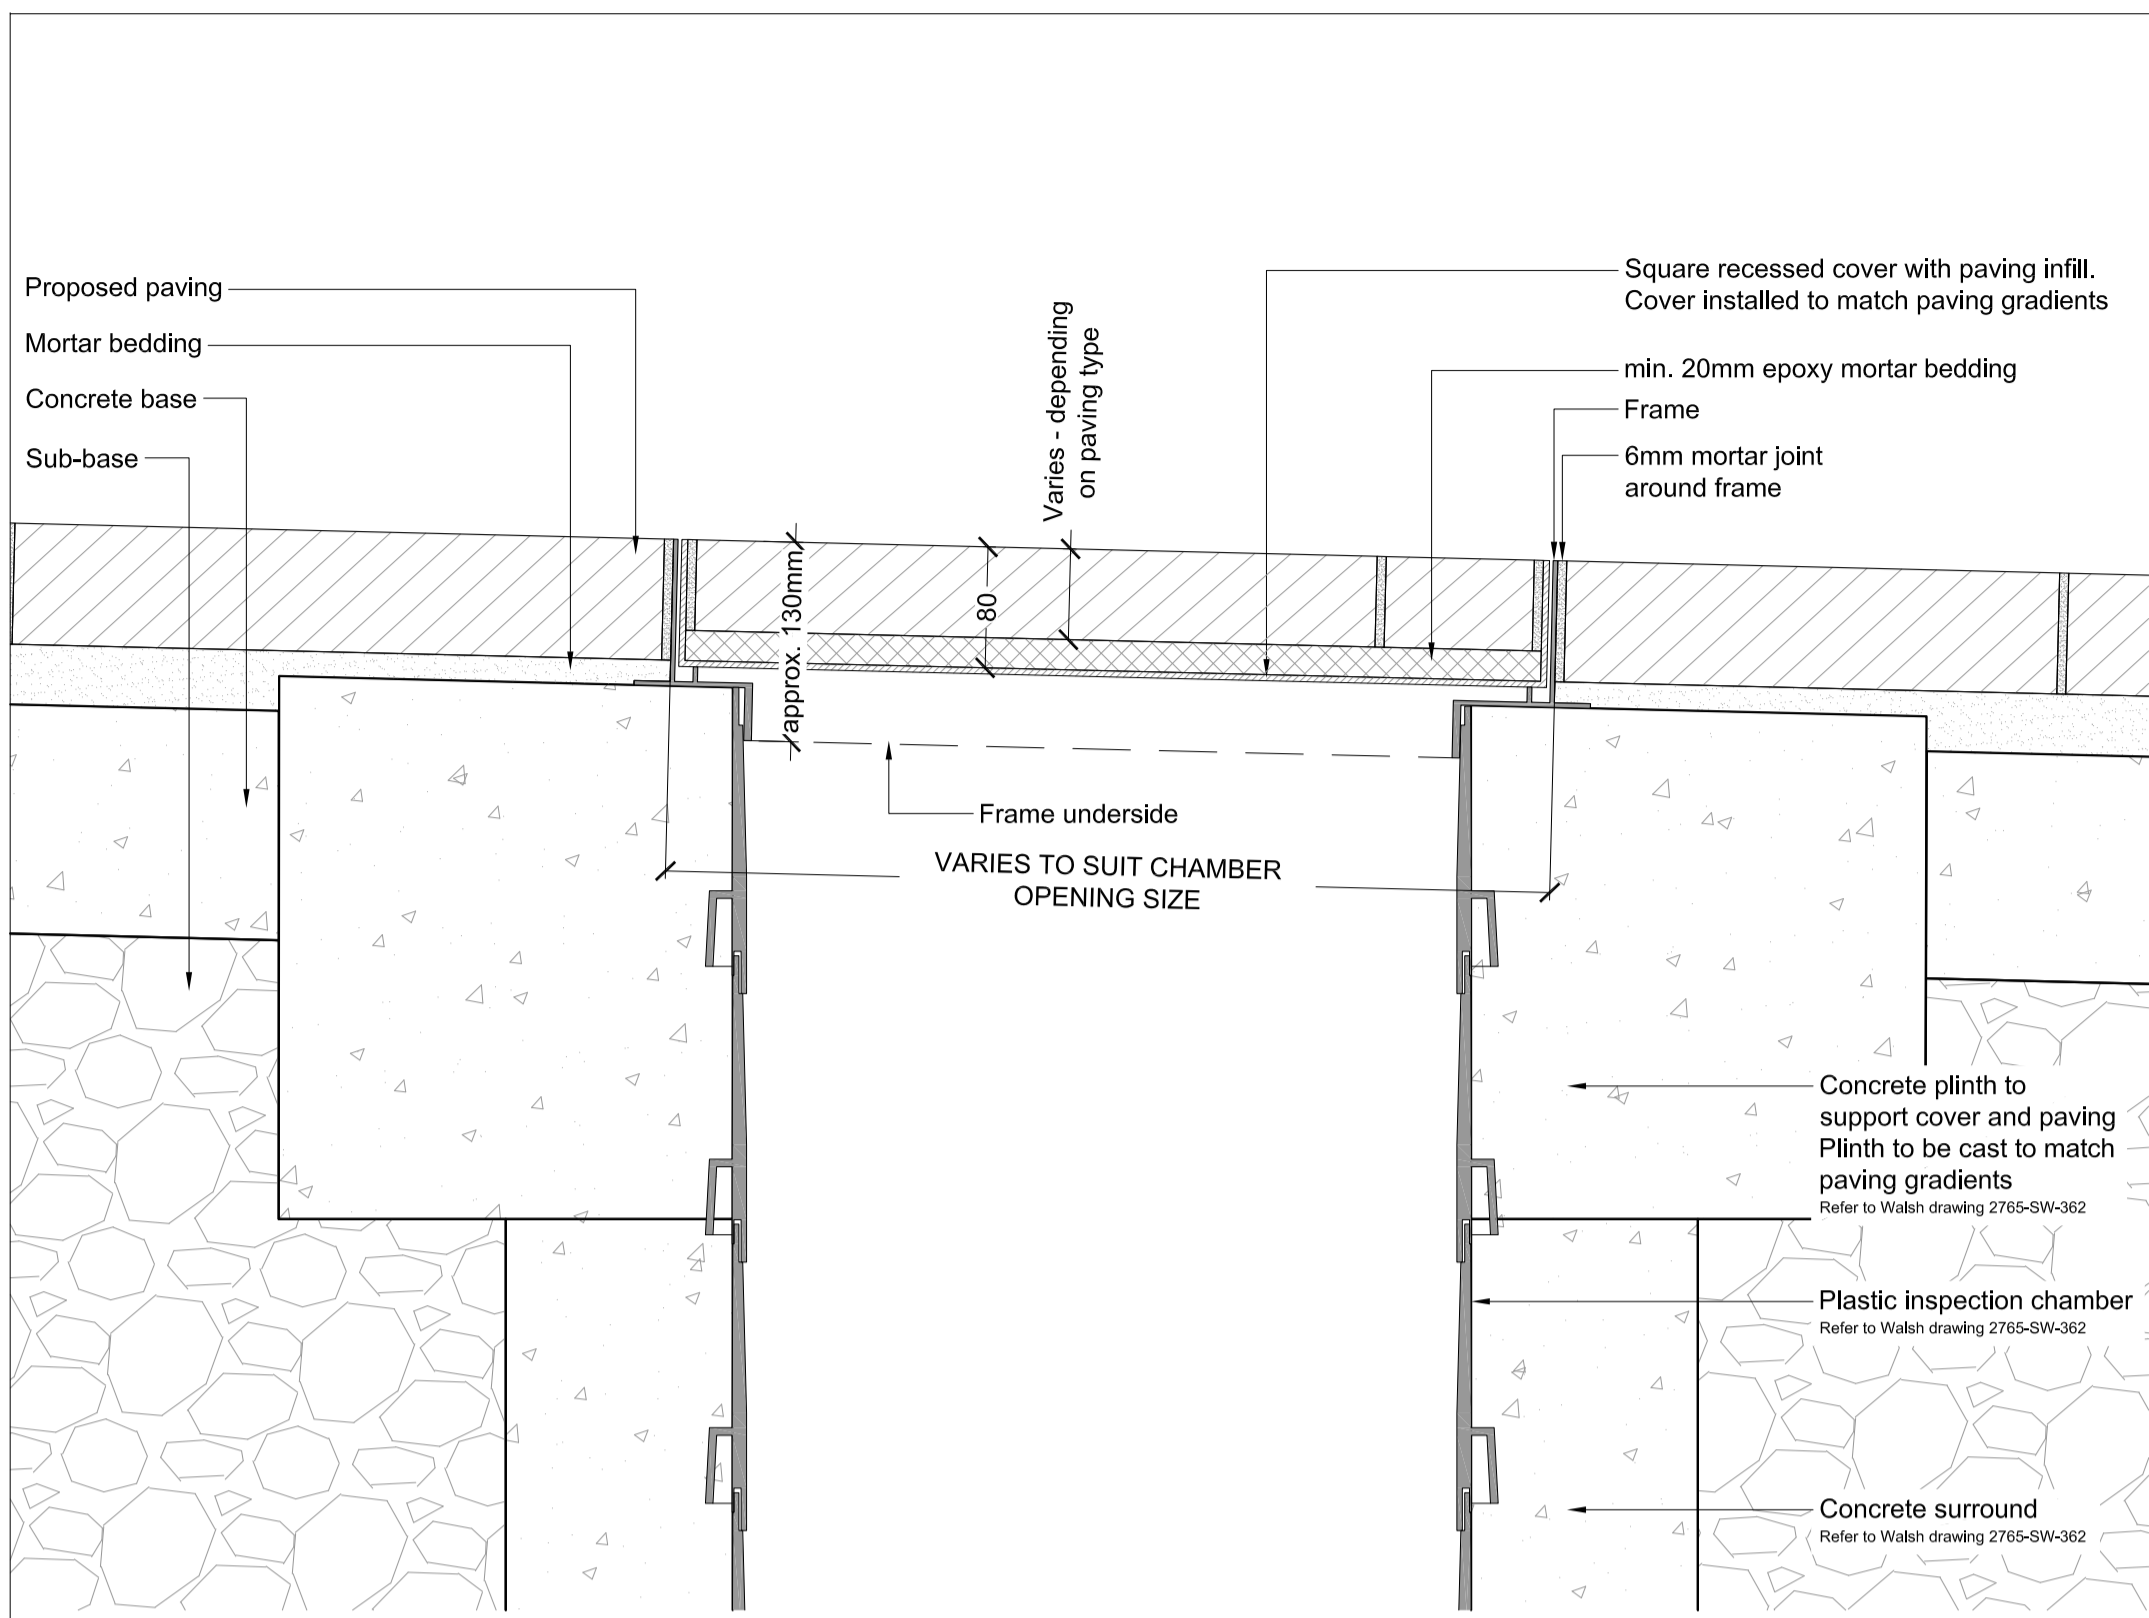 Proposed paving
Mortar bedding
Concrete base
Sub-base
Varies - depending
on paving type
approx. 130mm
80
Square recessed cover with paving infill.
Cover installed to match paving gradients
min. 20mm epoxy mortar bedding
Frame
6mm mortar joint
around frame
Frame underside
VARIES TO SUIT CHAMBER
OPENING SIZE
Concrete plinth to
support cover and paving
Plinth to be cast to match
paving gradients
Refer to Walsh drawing 2765-SW-362
Plastic inspection chamber
Refer to Walsh drawing 2765-SW-362
Concrete surround
Refer to Walsh drawing 2765-SW-362